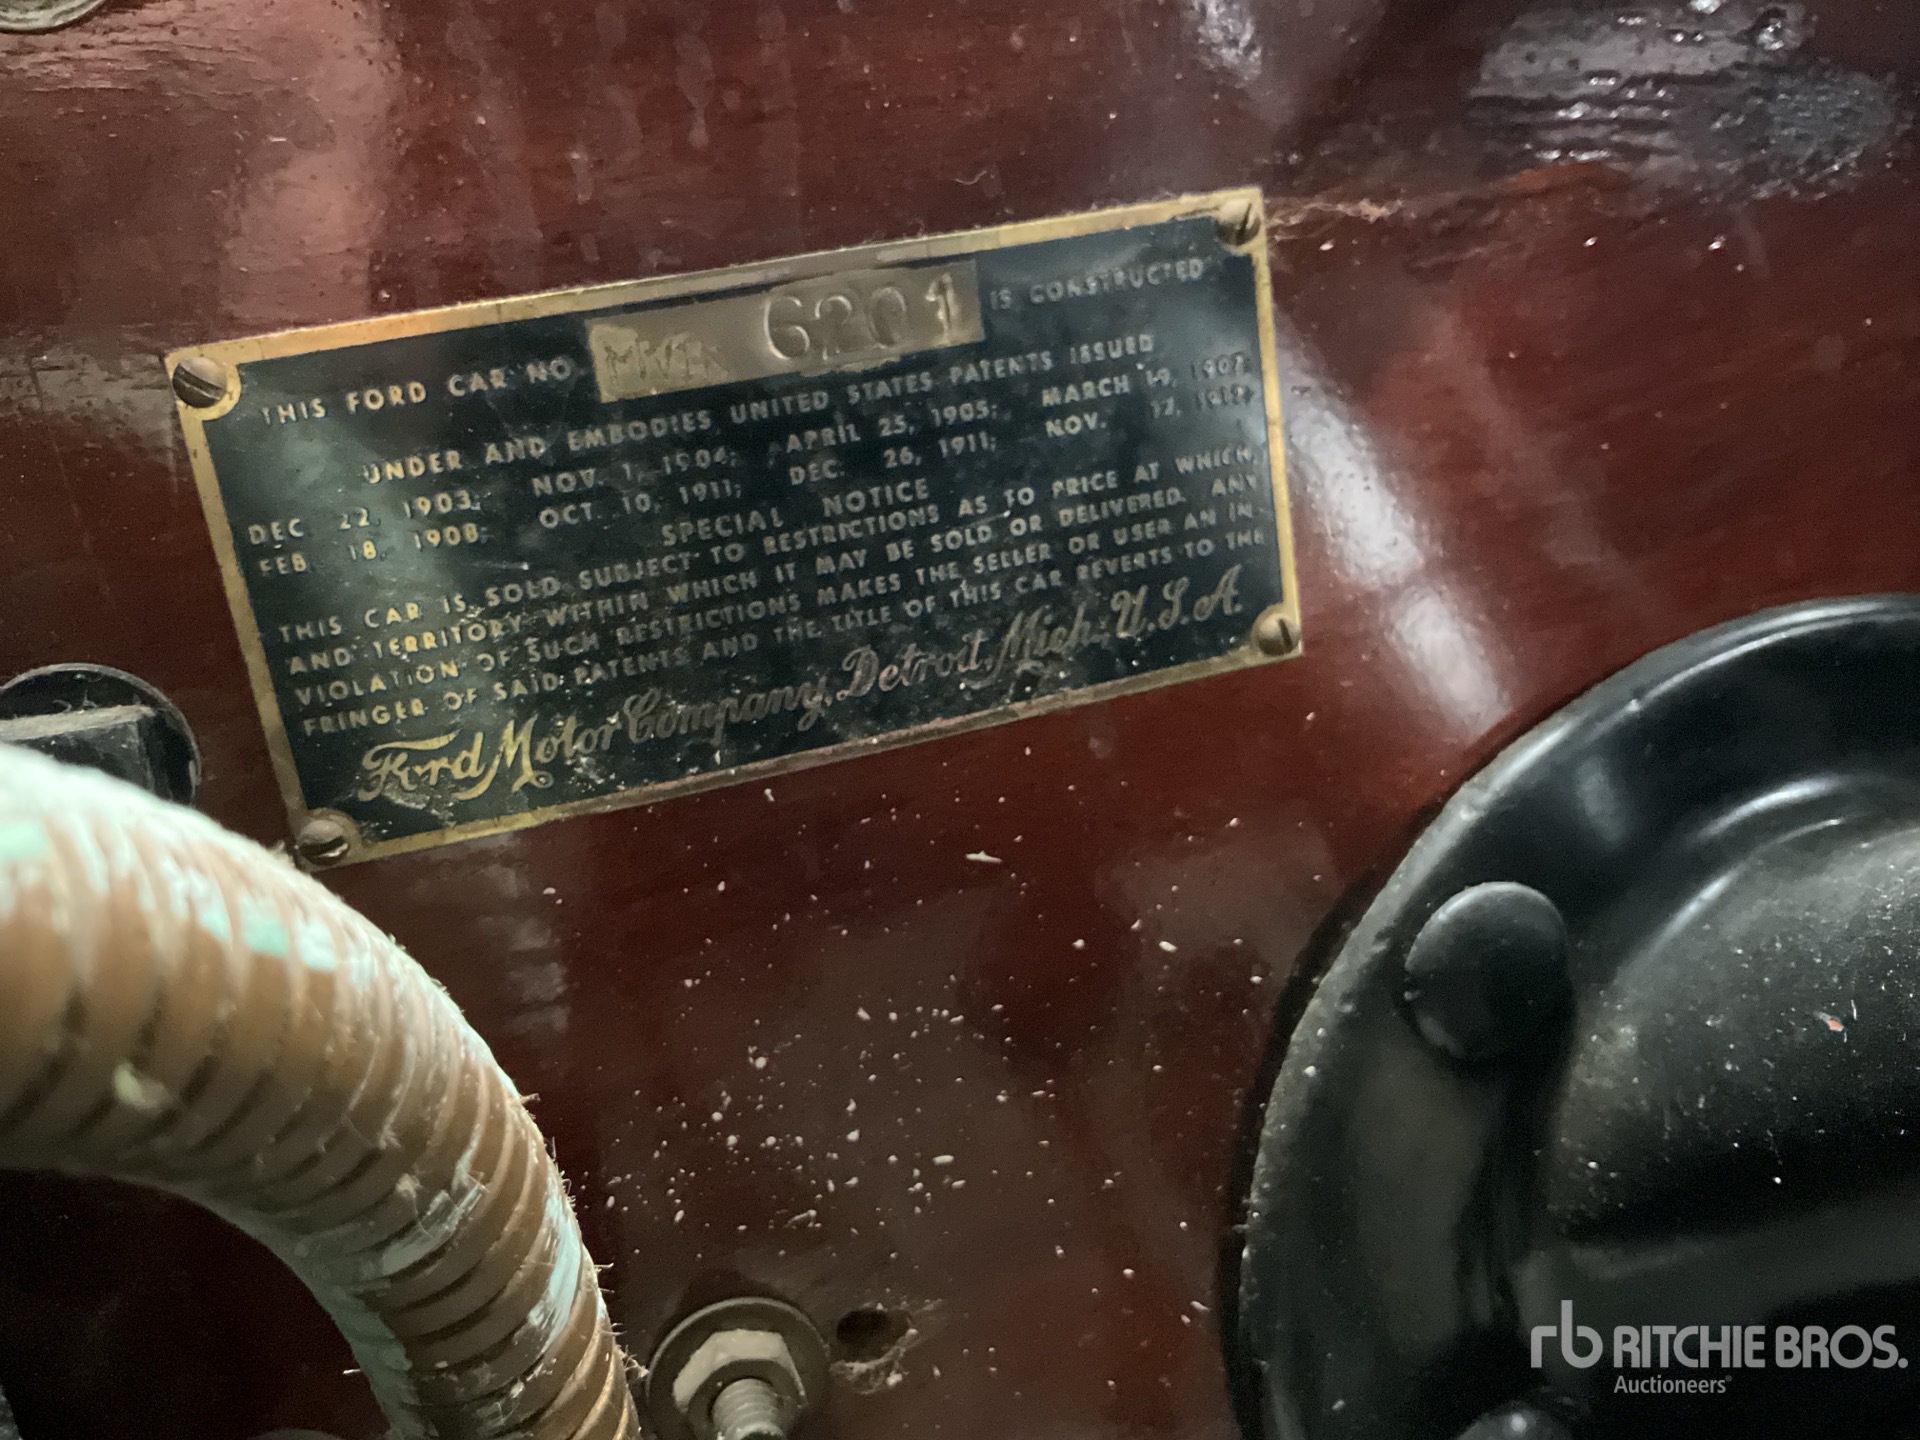 THIS FORD CAR NO. 6201 IS CONSTRUCTED
UNDER AND EMBODIES UNITED STATES PATENTS ISSUED
DEC. 22, 1903; NOV. 1, 1904; APRIL 25, 1905; MARCH 19, 1907;
FEB. 18, 1908; OCT. 10, 1911; DEC. 26, 1911; NOV. 12, 1912;
SPECIAL NOTICE
THIS CAR IS SOLD SUBJECT TO RESTRICTIONS AS TO PRICE AT WHICH,
AND TERRITORY WITHIN WHICH IT MAY BE SOLD OR DELIVERED. ANY
VIOLATION OF SUCH RESTRICTIONS MAKES THE SELLER OR USER AN IN-
FRINGER OF SAID PATENTS AND THE TITLE OF THIS CAR REVERTS TO THE
Ford Motor Company, Detroit, Mich., U.S.A.
rb RITCHIE BROS.
Auctioneers®